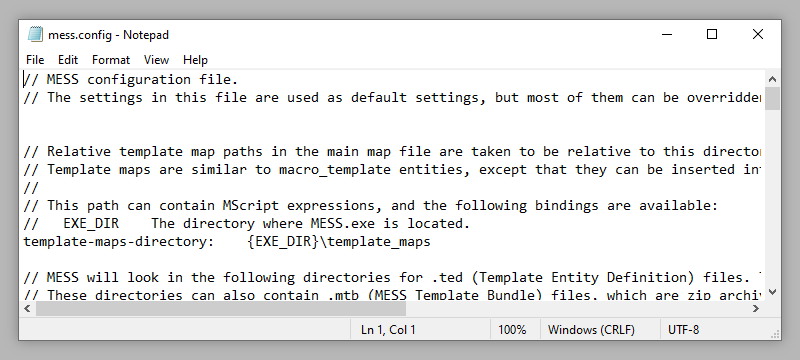 mess.config - Notepad
File Edit Format View Help
// MESS configuration file.
// The settings in this file are used as default settings, but most of them can be overridden
// Relative template map paths in the main map file are taken to be relative to this
// Template maps are similar to macro_template entities, except that they can be inserted
//
// This path can contain MScript expressions, and the following bindings are available:
//   EXE_DIR    The directory where MESS.exe is located.
template-maps-directory:    {EXE_DIR}\template_maps
// MESS will look in the following directories for .ted (Template Entity Definition) files.
// These directories can also contain .mtb (MESS Template Bundle) files, which are zip
Ln 1, Col 1 100% Windows (CRLF) UTF-8